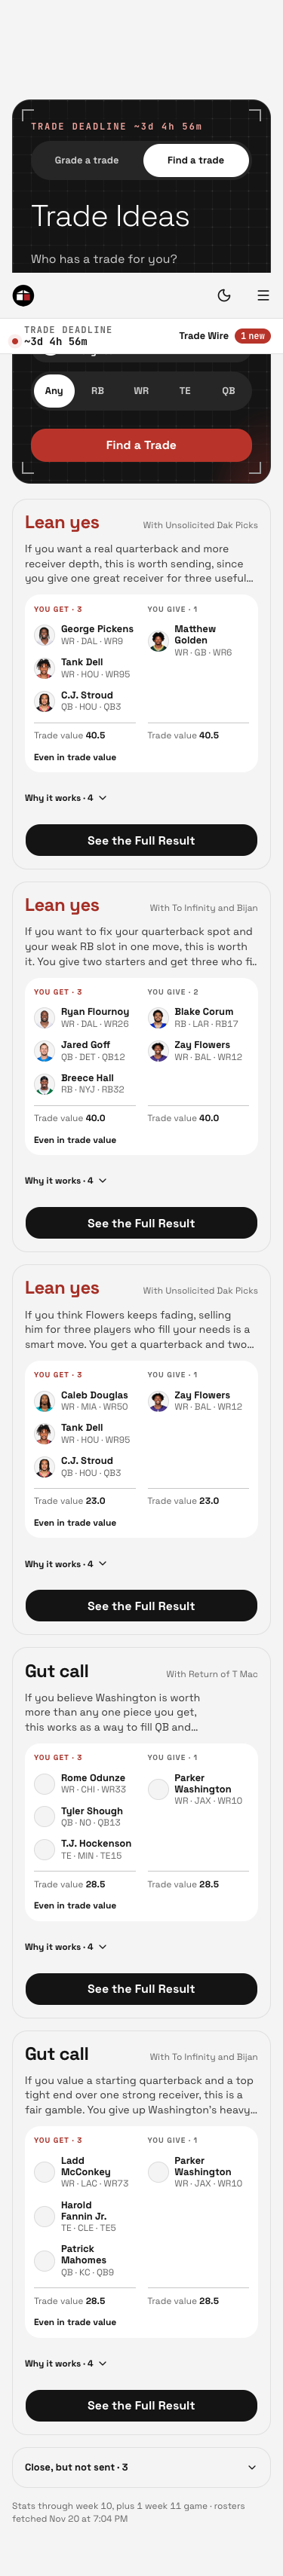 TRADE DEADLINE ~3d 4h 56m
Grade a trade
Find a trade
Trade Ideas
Who has a trade for you?
TRADE DEADLINE
~3d 4h 56m
Trade Wire
1 new
Any
RB
WR
TE
QB
Find a Trade
Lean yes
With Unsolicited Dak Picks
If you want a real quarterback and more
receiver depth, this is worth sending, since
you give one great receiver for three useful…
YOU GET · 3
George Pickens
WR · DAL · WR9
Tank Dell
WR · HOU · WR95
C.J. Stroud
QB · HOU · QB3
Trade value 40.5
Even in trade value
YOU GIVE · 1
Matthew
Golden
WR · GB · WR6
Trade value 40.5
Why it works · 4
See the Full Result
Lean yes
With To Infinity and Bijan
If you want to fix your quarterback spot and
your weak RB slot in one move, this is worth
it. You give two starters and get three who fi…
YOU GET · 3
Ryan Flournoy
WR · DAL · WR26
Jared Goff
QB · DET · QB12
Breece Hall
RB · NYJ · RB32
Trade value 40.0
Even in trade value
YOU GIVE · 2
Blake Corum
RB · LAR · RB17
Zay Flowers
WR · BAL · WR12
Trade value 40.0
Why it works · 4
See the Full Result
Lean yes
With Unsolicited Dak Picks
If you think Flowers keeps fading, selling
him for three players who fill your needs is a
smart move. You get a quarterback and two…
YOU GET · 3
Caleb Douglas
WR · MIA · WR50
Tank Dell
WR · HOU · WR95
C.J. Stroud
QB · HOU · QB3
Trade value 23.0
Even in trade value
YOU GIVE · 1
Zay Flowers
WR · BAL · WR12
Trade value 23.0
Why it works · 4
See the Full Result
Gut call
With Return of T Mac
If you believe Washington is worth
more than any one piece you get,
this works as a way to fill QB and…
YOU GET · 3
Rome Odunze
WR · CHI · WR33
Tyler Shough
QB · NO · QB13
T.J. Hockenson
TE · MIN · TE15
Trade value 28.5
Even in trade value
YOU GIVE · 1
Parker
Washington
WR · JAX · WR10
Trade value 28.5
Why it works · 4
See the Full Result
Gut call
With To Infinity and Bijan
If you value a starting quarterback and a top
tight end over one strong receiver, this is a
fair gamble. You give up Washington's heavy…
YOU GET · 3
Ladd
McConkey
WR · LAC · WR73
Harold
Fannin Jr.
TE · CLE · TE5
Patrick
Mahomes
QB · KC · QB9
Trade value 28.5
Even in trade value
YOU GIVE · 1
Parker
Washington
WR · JAX · WR10
Trade value 28.5
Why it works · 4
See the Full Result
Close, but not sent · 3
Stats through week 10, plus 1 week 11 game · rosters
fetched Nov 20 at 7:04 PM